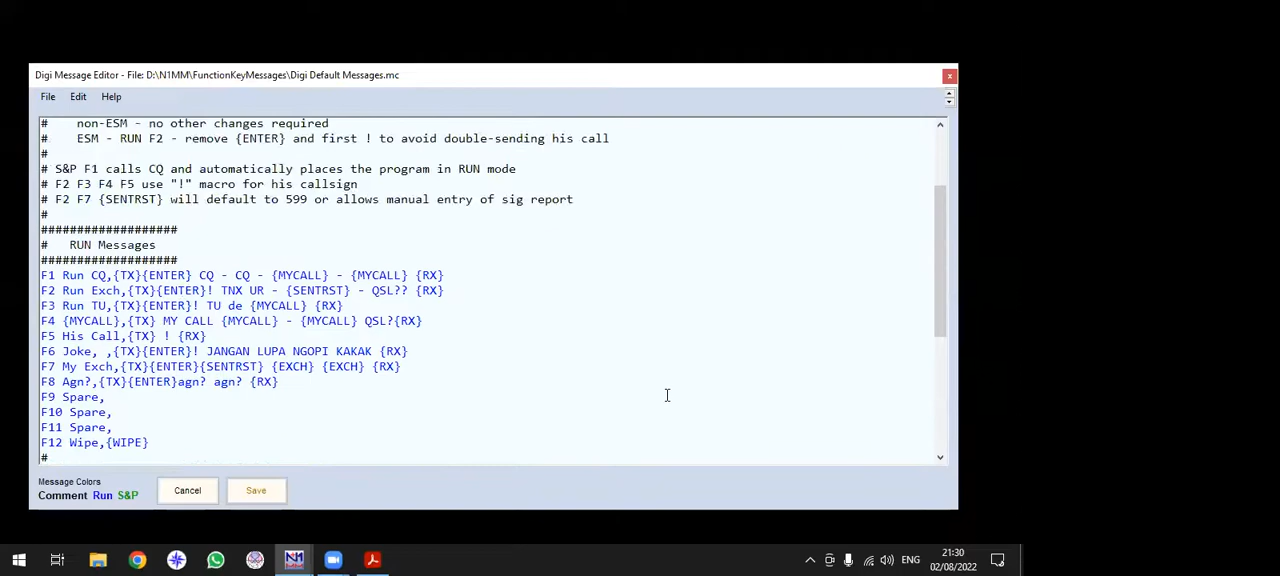 Digi Message Editor - File: D:\N1MM\FunctionKeyMessages\Digi Default Messages.mc
File Edit Help
# non-ESM - no other changes required
# ESM - RUN F2 - remove {ENTER} and first ! to avoid double-sending his call
#
# S&P F1 calls CQ and automatically places the program in RUN mode
# F2 F3 F4 F5 use "!" macro for his callsign
# F2 F7 {SENTRST} will default to 599 or allows manual entry of sig report
#
###################
# RUN Messages
###################
F1 Run CQ,{TX}{ENTER} CQ - CQ - {MYCALL} - {MYCALL} {RX}
F2 Run Exch,{TX}{ENTER}! TNX UR - {SENTRST} - QSL?? {RX}
F3 Run TU,{TX}{ENTER}! TU de {MYCALL} {RX}
F4 {MYCALL},{TX} MY CALL {MYCALL} - {MYCALL} QSL?{RX}
F5 His Call,{TX} ! {RX}
F6 Joke, ,{TX}{ENTER}! JANGAN LUPA NGOPI KAKAK {RX}
F7 My Exch,{TX}{ENTER}{SENTRST} {EXCH} {EXCH} {RX}
F8 Agn?,{TX}{ENTER}agn? agn? {RX}
F9 Spare,
F10 Spare,
F11 Spare,
F12 Wipe,{WIPE}
#
Message Colors
Comment Run S&P
Cancel Save
ENG
21:30
02/08/2022